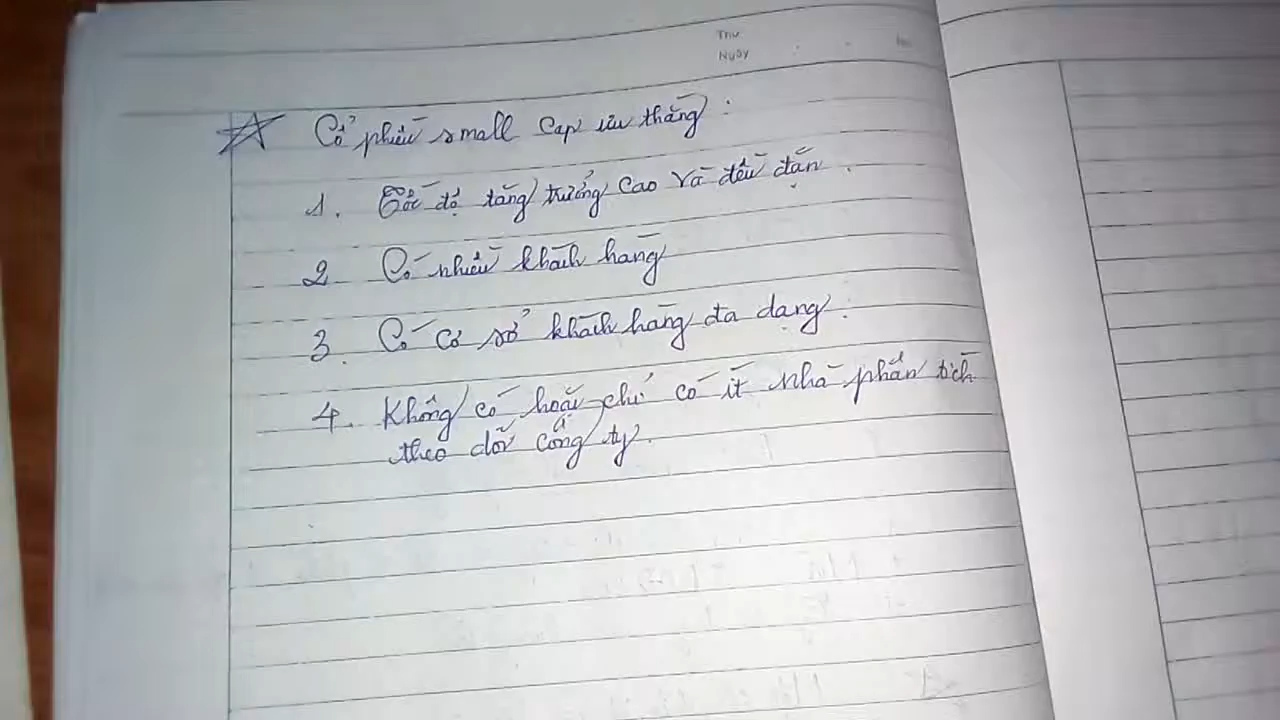 Thứ
Ngày
Cổ phiếu small cap ưu thắng.
1. Tốc độ tăng trưởng cao và đều đặn.
2 Có nhiều khách hàng
3. Có cơ sở khách hàng đa dạng.
4. Không có hoặc chỉ có ít nhà phân tích
theo dõi công ty.